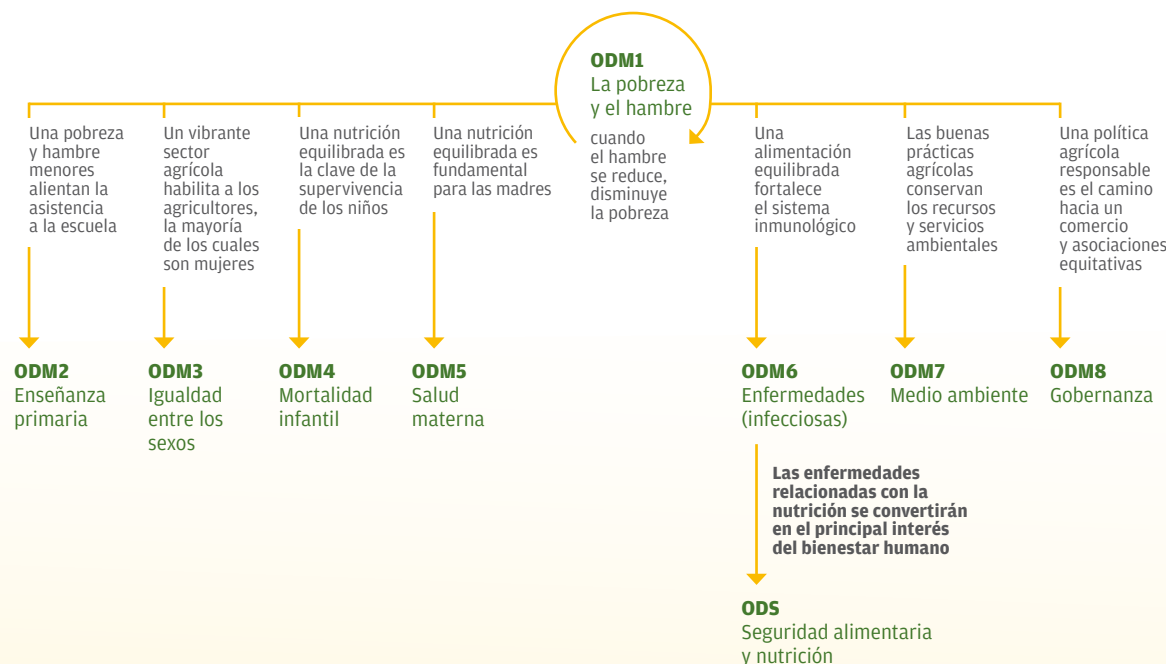 ODM1
La pobreza
y el hambre
cuando
el hambre
se reduce,
disminuye
la pobreza
Una pobreza
y hambre
menores
alientan la
asistencia
a la escuela
Un vibrante
sector
agrícola
habilita a los
agricultores,
la mayoría
de los cuales
son mujeres
Una nutrición
equilibrada es
la clave de la
supervivencia
de los niños
Una nutrición
equilibrada es
fundamental
para las madres
Una
alimentación
equilibrada
fortalece
el sistema
inmunológico
Las buenas
prácticas
agrícolas
conservan
los recursos
y servicios
ambientales
Una política
agrícola
responsable
es el camino
hacia un
comercio
y asociaciones
equitativas
ODM2
Enseñanza
primaria
ODM3
Igualdad
entre los
sexos
ODM4
Mortalidad
infantil
ODM5
Salud
materna
ODM6
Enfermedades
(infecciosas)
ODM7
Medio ambiente
ODM8
Gobernanza
Las enfermedades
relacionadas con la
nutrición se convertirán
en el principal interés
del bienestar humano
ODS
Seguridad alimentaria
y nutrición